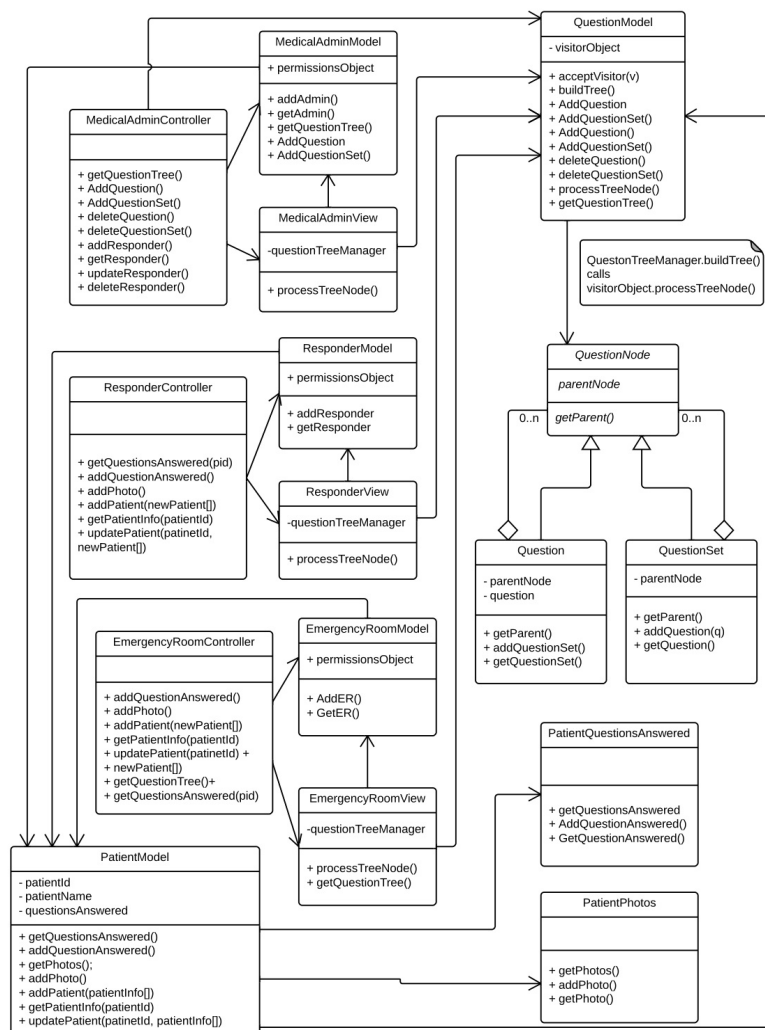 QuestionModel
- visitorObject
+ acceptVisitor(v)
+ buildTree()
+ AddQuestion
+ AddQuestionSet()
+ AddQuestion()
+ AddQuestionSet()
+ deleteQuestion()
+ deleteQuestionSet()
+ processTreeNode()
+ getQuestionTree()
MedicalAdminModel
+ permissionsObject
+ addAdmin()
+ getAdmin()
+ getQuestionTree()
+ AddQuestion
+ AddQuestionSet()
MedicalAdminController
+ getQuestionTree()
+ AddQuestion()
+ AddQuestionSet()
+ deleteQuestion()
+ deleteQuestionSet()
+ addResponder()
+ getResponder()
+ updateResponder()
+ deleteResponder()
MedicalAdminView
-questionTreeManager
+ processTreeNode()
QuestonTreeManager.buildTree()
calls
visitorObject.processTreeNode()
ResponderModel
+ permissionsObject
+ addResponder
+ getResponder
QuestionNode
parentNode
getParent()
0..n
0..n
ResponderController
+ getQuestionsAnswered(pid)
+ addQuestionAnswered()
+ addPhoto()
+ addPatient(newPatient[])
+ getPatientInfo(patientId)
+ updatePatient(patinetId,
newPatient[])
ResponderView
-questionTreeManager
+ processTreeNode()
Question
- parentNode
- question
+ getParent()
+ addQuestionSet()
+ getQuestionSet()
QuestionSet
- parentNode
+ getParent()
+ addQuestion(q)
+ getQuestion()
EmergencyRoomModel
+ permissionsObject
+ AddER()
+ GetER()
EmergencyRoomController
+ addQuestionAnswered()
+ addPhoto()
+ addPatient(newPatient[])
+ getPatientInfo(patientId)
+ updatePatient(patinetId) +
+ newPatient[])
+ getQuestionTree()+
+ getQuestionsAnswered(pid)
EmergencyRoomView
-questionTreeManager
+ processTreeNode()
+ getQuestionTree()
PatientQuestionsAnswered
+ getQuestionsAnswered
+ AddQuestionAnswered()
+ GetQuestionAnswered()
PatientModel
- patientId
- patientName
- questionsAnswered
+ getQuestionsAnswered()
+ addQuestionAnswered()
+ getPhotos();
+ addPhoto()
+ addPatient(patientInfo[])
+ getPatientInfo(patientId)
+ updatePatient(patinetId, patientInfo[])
PatientPhotos
+ getPhotos()
+ addPhoto()
+ getPhoto()